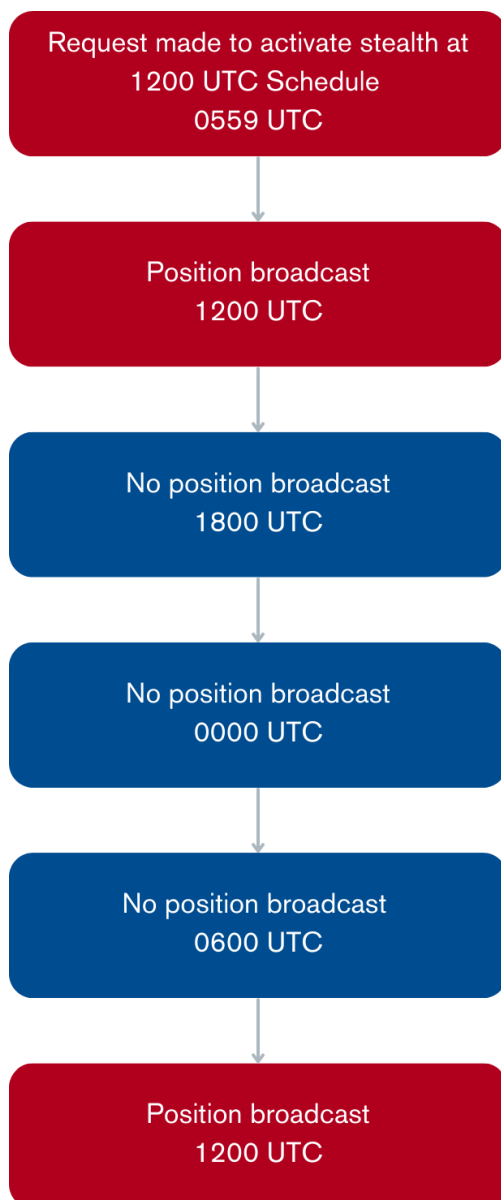 Request made to activate stealth at
1200 UTC Schedule
0559 UTC
Position broadcast
1200 UTC
No position broadcast
1800 UTC
No position broadcast
0000 UTC
No position broadcast
0600 UTC
Position broadcast
1200 UTC